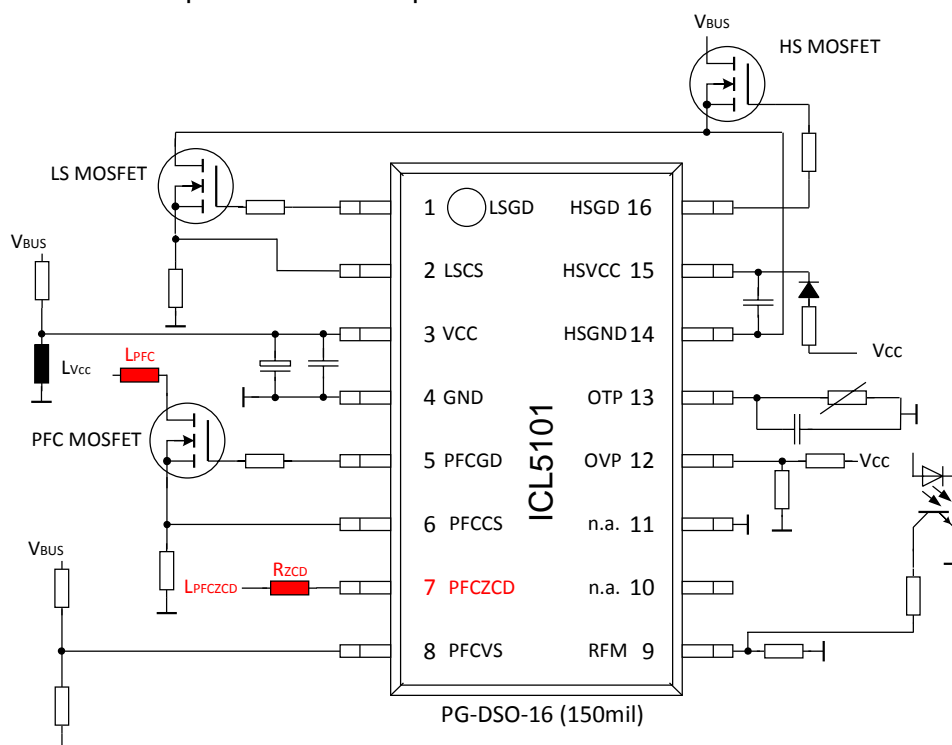 VBUS
HS MOSFET
LS MOSFET
1 LSGD HSGD 16
VBUS
2 LSCS HSVCC 15
3 VCC HSGND 14
Vcc
LVcc
LPFC
4 GND OTP 13
PFC MOSFET
5 PFCGD OVP 12
Vcc
ICL5101
6 PFCCS n.a. 11
VBUS
LPFCZCD
RZCD
7 PFCZCD n.a. 10
8 PFCVS RFM 9
PG-DSO-16 (150mil)